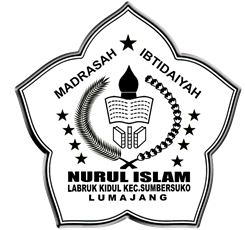 MADRASAH IBTIDAIYAH
NURUL ISLAM
LABRUK KIDUL KEC.SUMBERSUKO
LUMAJANG